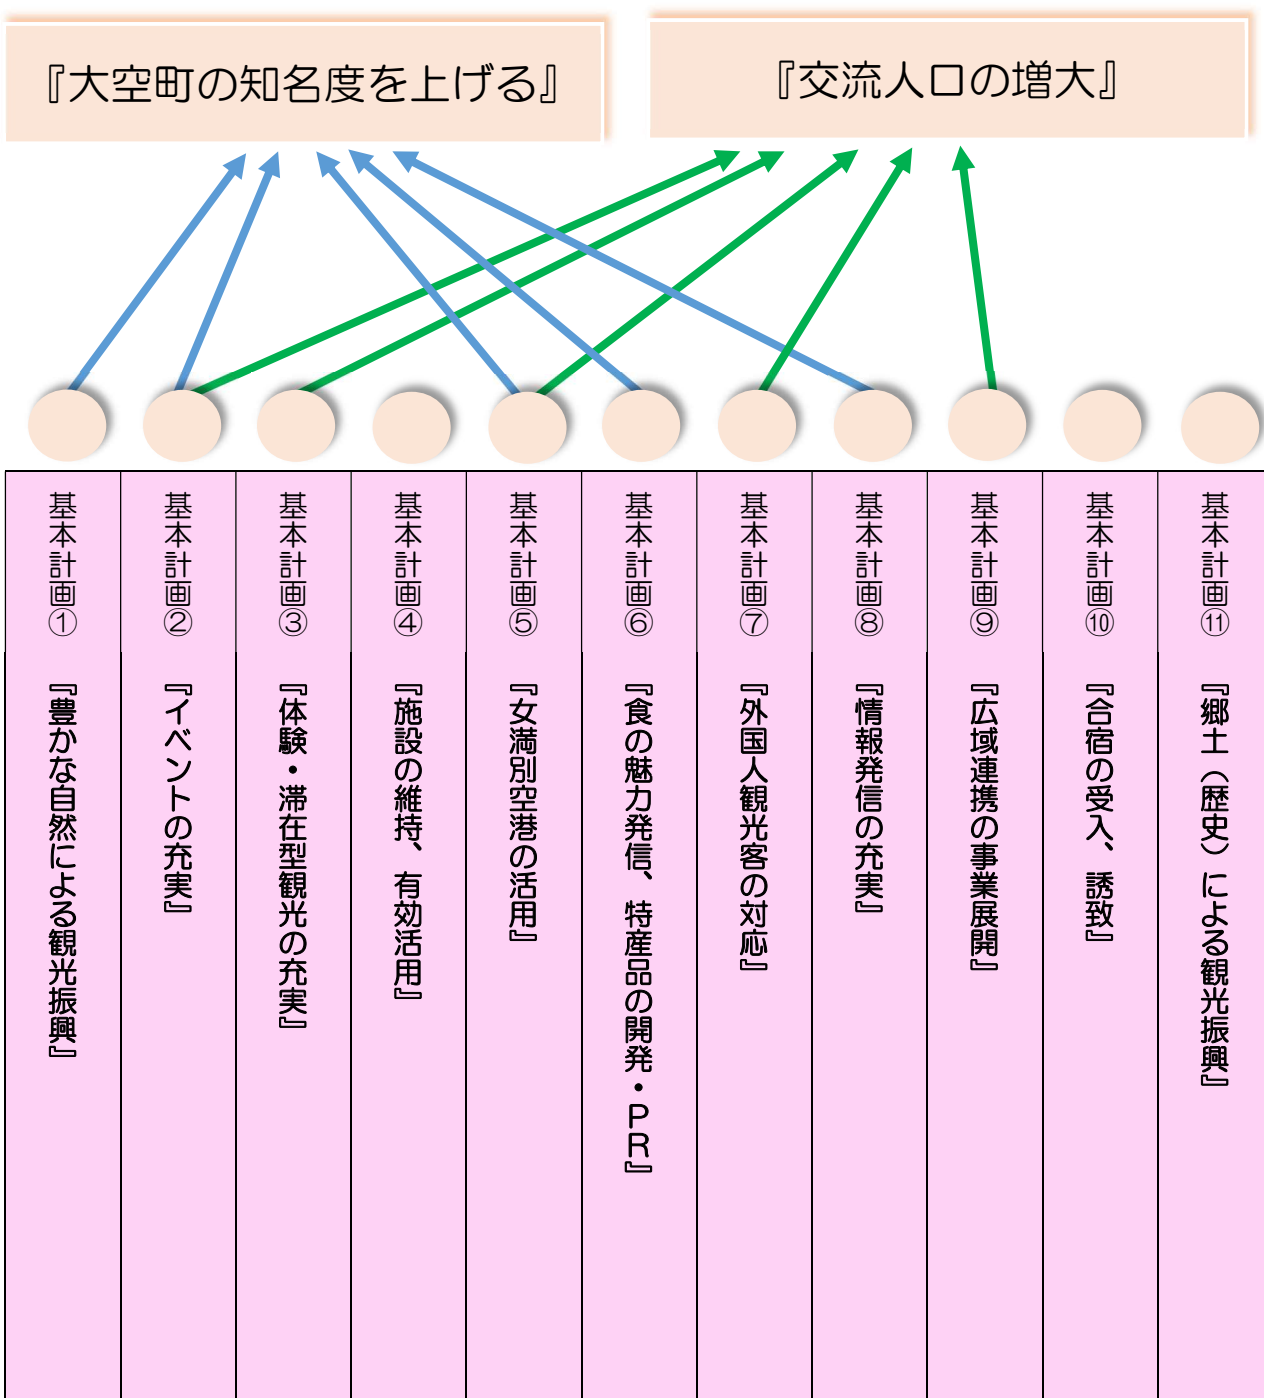 『大空町の知名度を上げる』
『交流人口の増大』
基本計画①
『豊かな自然による観光振興』
基本計画②
『イベントの充実』
基本計画③
『体験・滞在型観光の充実』
基本計画④
『施設の維持、有効活用』
基本計画⑤
『女満別空港の活用』
基本計画⑥
『食の魅力発信、特産品の開発・PR』
基本計画⑦
『外国人観光客の対応』
基本計画⑧
『情報発信の充実』
基本計画⑨
『広域連携の事業展開』
基本計画⑩
『合宿の受入、誘致』
基本計画⑪
『郷土（歴史）による観光振興』